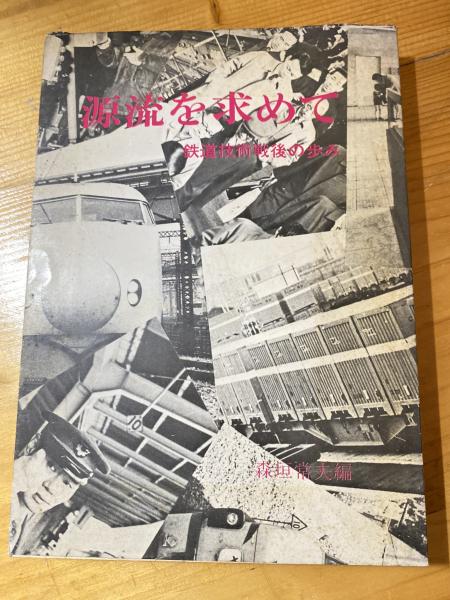 源流を求めて
鉄道技術戦後の歩み
森垣常夫編